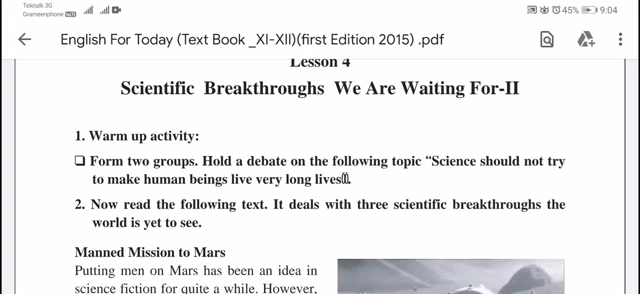 Teletalk 3G
Grameenphone VoLTE
45% 9:04
English For Today (Text Book _XI-XII)(first Edition 2015) .pdf
Lesson 4
Scientific Breakthroughs We Are Waiting For-II
1. Warm up activity:
❑ Form two groups. Hold a debate on the following topic “Science should not try
to make human beings live very long lives
2. Now read the following text. It deals with three scientific breakthroughs the
world is yet to see.
Manned Mission to Mars
Putting men on Mars has been an idea in
science fiction for quite a while. However,